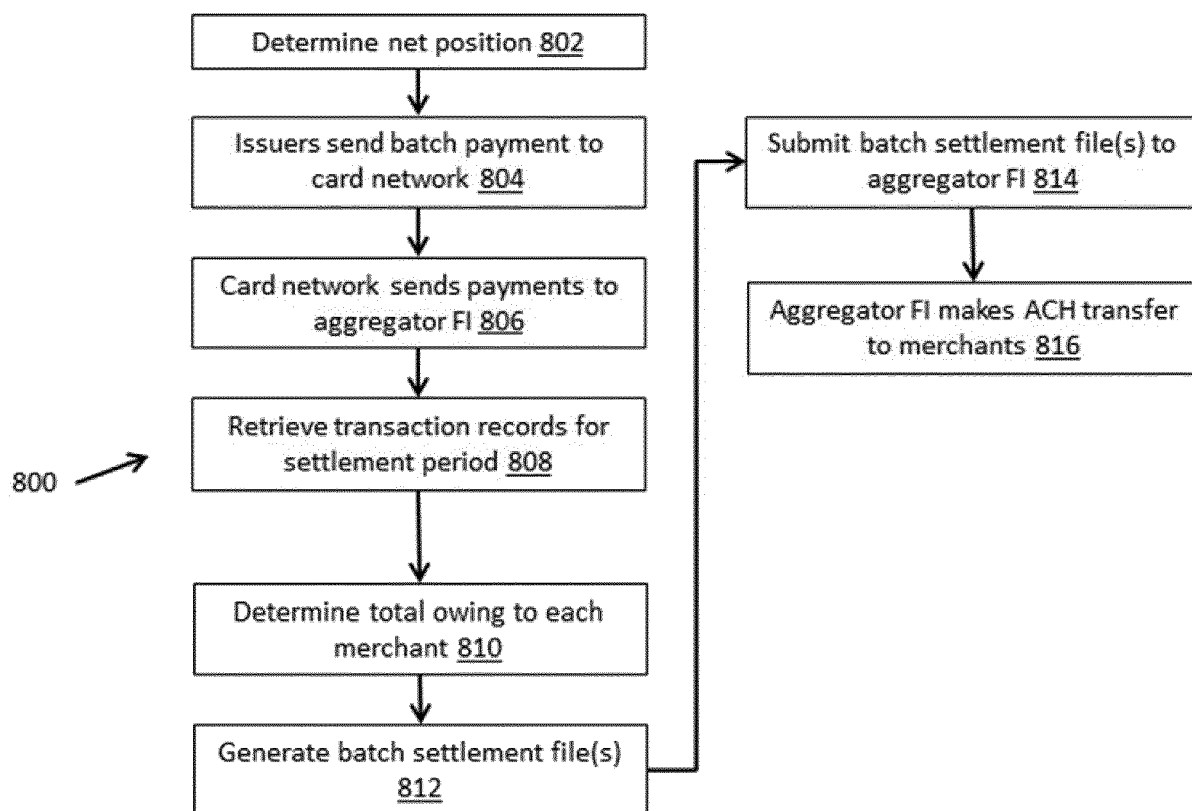 Determine net position 802
Issuers send batch payment to
card network 804
Card network sends payments to
aggregator FI 806
Retrieve transaction records for
settlement period 808
800
Determine total owing to each
merchant 810
Generate batch settlement file(s)
812
Submit batch settlement file(s) to
aggregator FI 814
Aggregator FI makes ACH transfer
to merchants 816